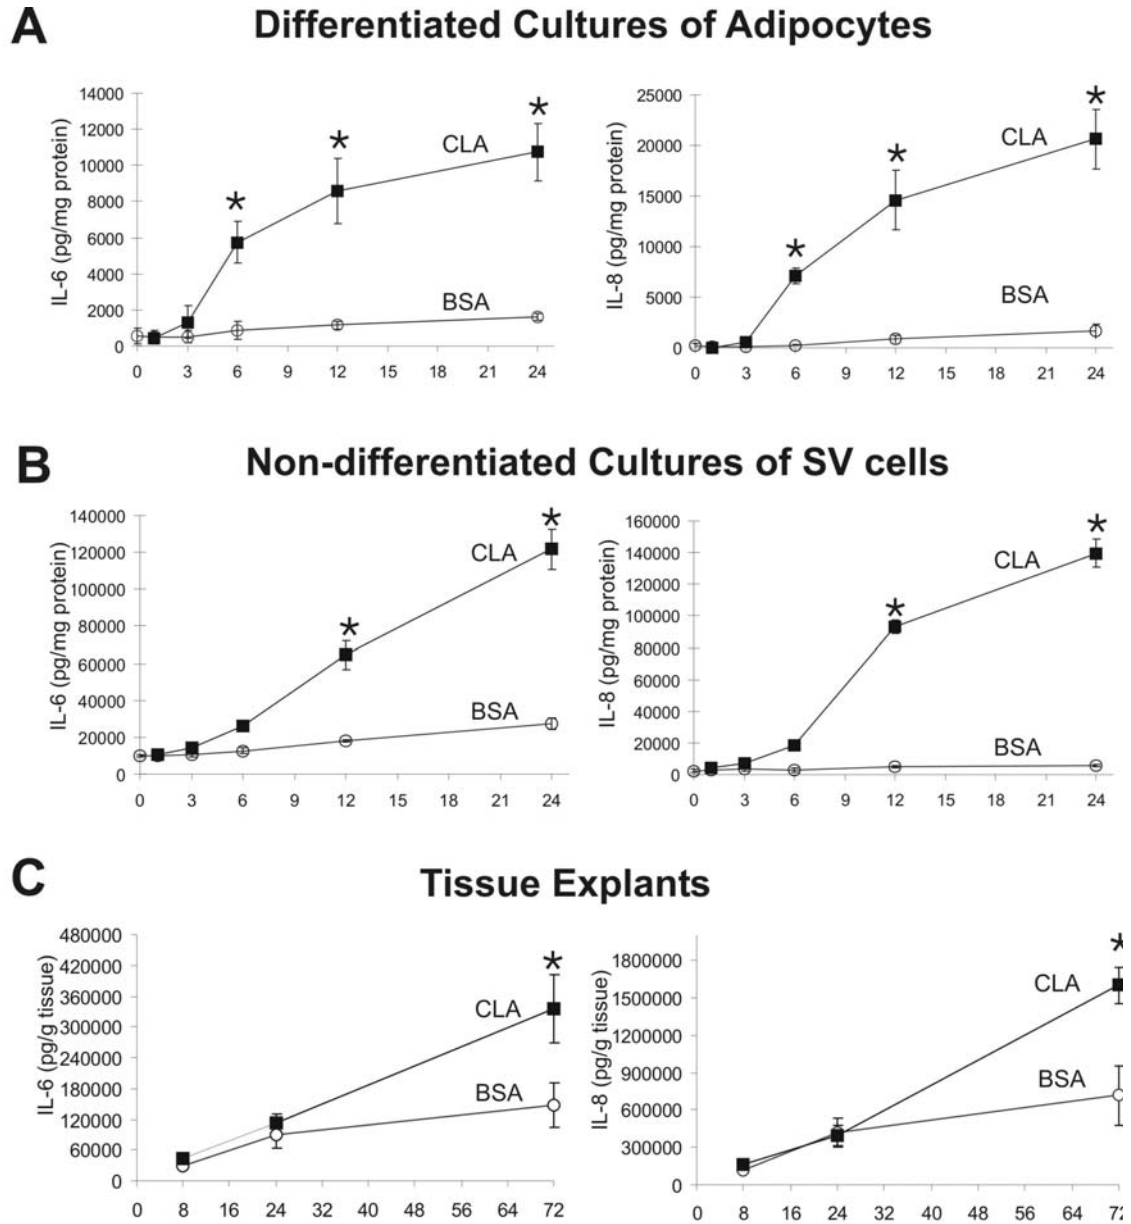 A
Differentiated Cultures of Adipocytes
IL-6 (pg/mg protein)
14000
12000
10000
8000
6000
4000
2000
0
0 3 6 9 12 15 18 21 24
*
*
*
CLA
BSA
IL-8 (pg/mg protein)
25000
20000
15000
10000
5000
0
0 3 6 9 12 15 18 21 24
*
*
*
CLA
BSA
B
Non-differentiated Cultures of SV cells
IL-6 (pg/mg protein)
140000
120000
100000
80000
60000
40000
20000
0
0 3 6 9 12 15 18 21 24
*
*
CLA
BSA
IL-8 (pg/mg protein)
160000
140000
120000
100000
80000
60000
40000
20000
0
0 3 6 9 12 15 18 21 24
*
*
CLA
BSA
C
Tissue Explants
IL-6 (pg/g tissue)
480000
420000
360000
300000
240000
180000
120000
60000
0
0 8 16 24 32 40 48 56 64 72
*
CLA
BSA
IL-8 (pg/g tissue)
1800000
1500000
1200000
900000
600000
300000
0
0 8 16 24 32 40 48 56 64 72
*
CLA
BSA